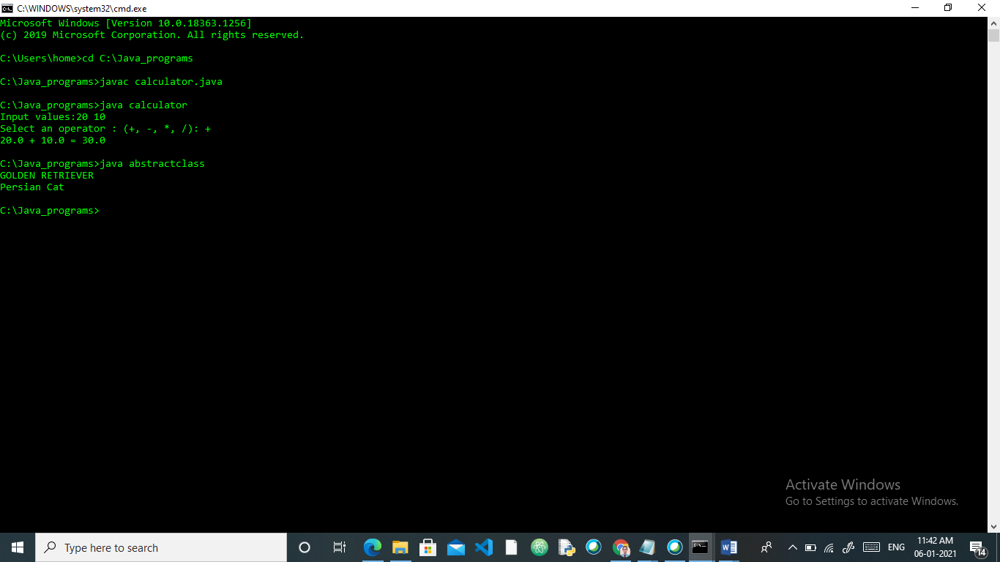 C:\WINDOWS\system32\cmd.exe
Microsoft Windows [Version 10.0.18363.1256]
(c) 2019 Microsoft Corporation. All rights reserved.
C:\Users\home>cd C:\Java_programs
C:\Java_programs>javac calculator.java
C:\Java_programs>java calculator
Input values:20 10
Select an operator : (+, -, *, /): +
20.0 + 10.0 = 30.0
C:\Java_programs>java abstractclass
GOLDEN RETRIEVER
Persian Cat
C:\Java_programs>
Activate Windows
Go to Settings to activate Windows.
Type here to search
ENG
11:42 AM
06-01-2021
14